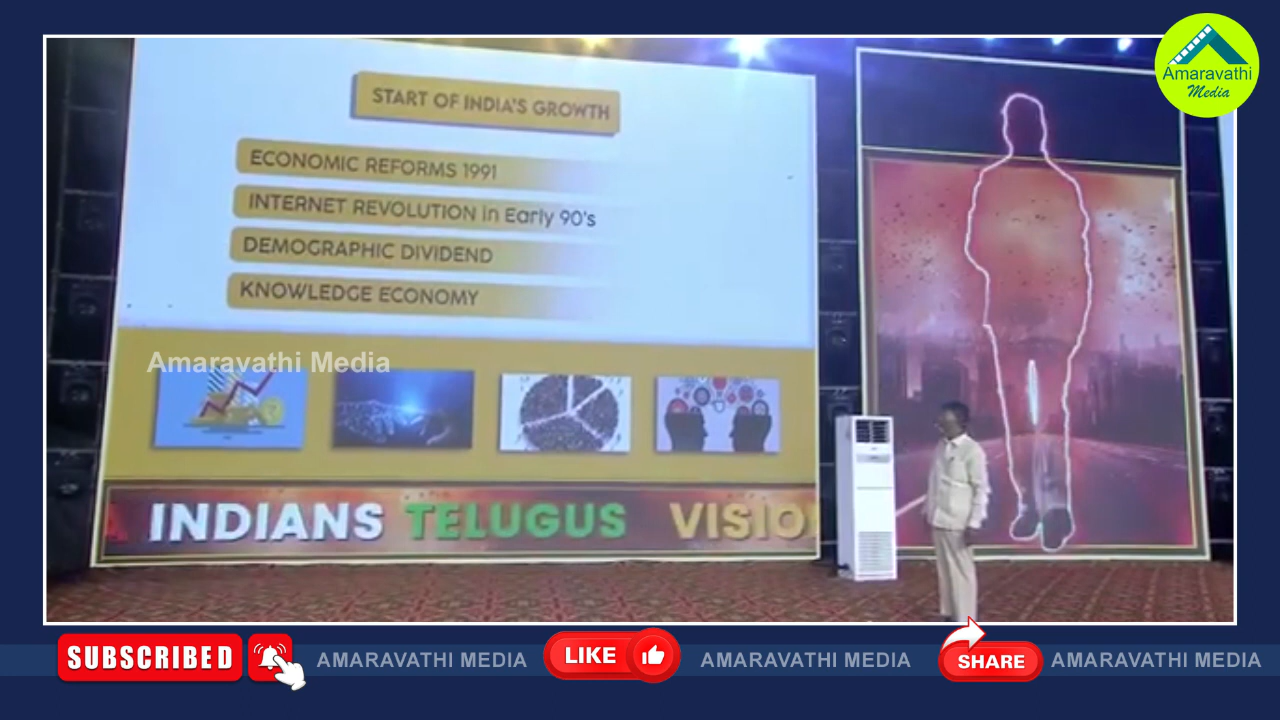 Amaravathi
Media
START OF INDIA'S GROWTH
ECONOMIC REFORMS 1991
INTERNET REVOLUTION in Early 90's
DEMOGRAPHIC DIVIDEND
KNOWLEDGE ECONOMY
Amaravathi Media
INDIANS TELUGUS VISIO
SUBSCRIBED AMARAVATHI MEDIA LIKE AMARAVATHI MEDIA SHARE AMARAVATHI MEDIA